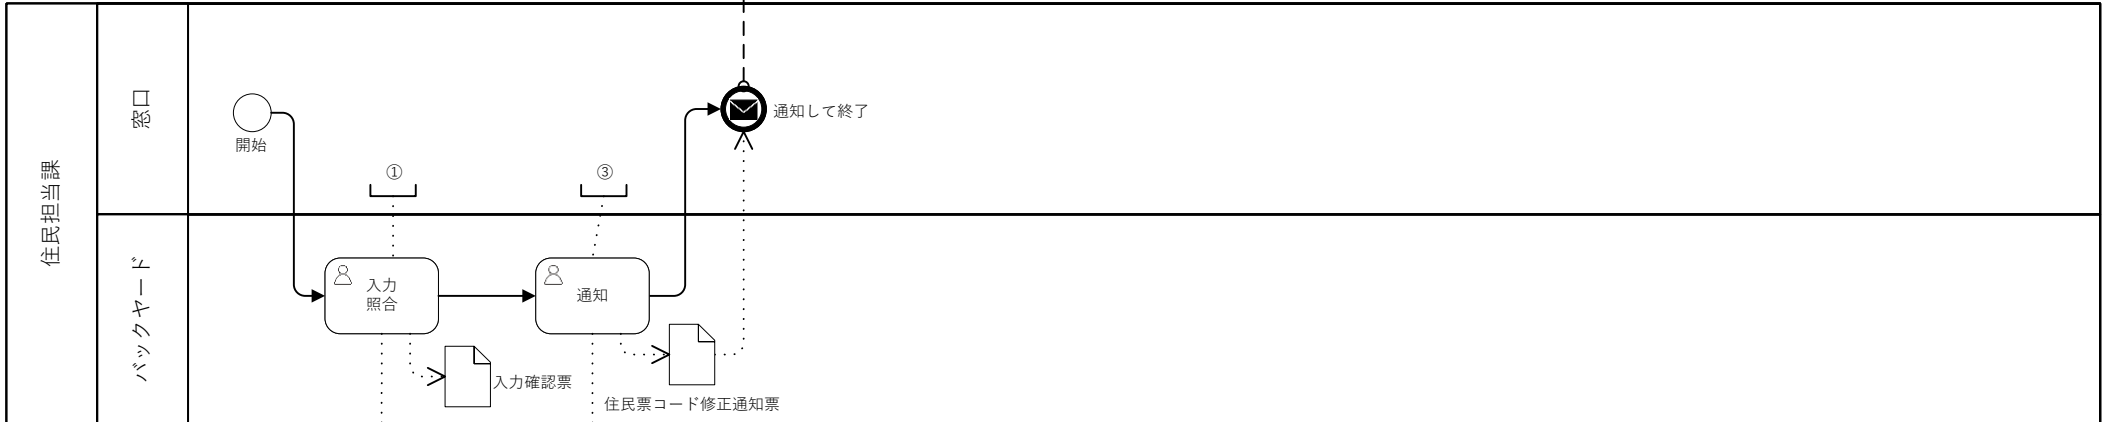 住民担当課
窓口
開始
通知して終了
①
③
バックヤード
入力
照合
通知
入力確認票
住民票コード修正通知票